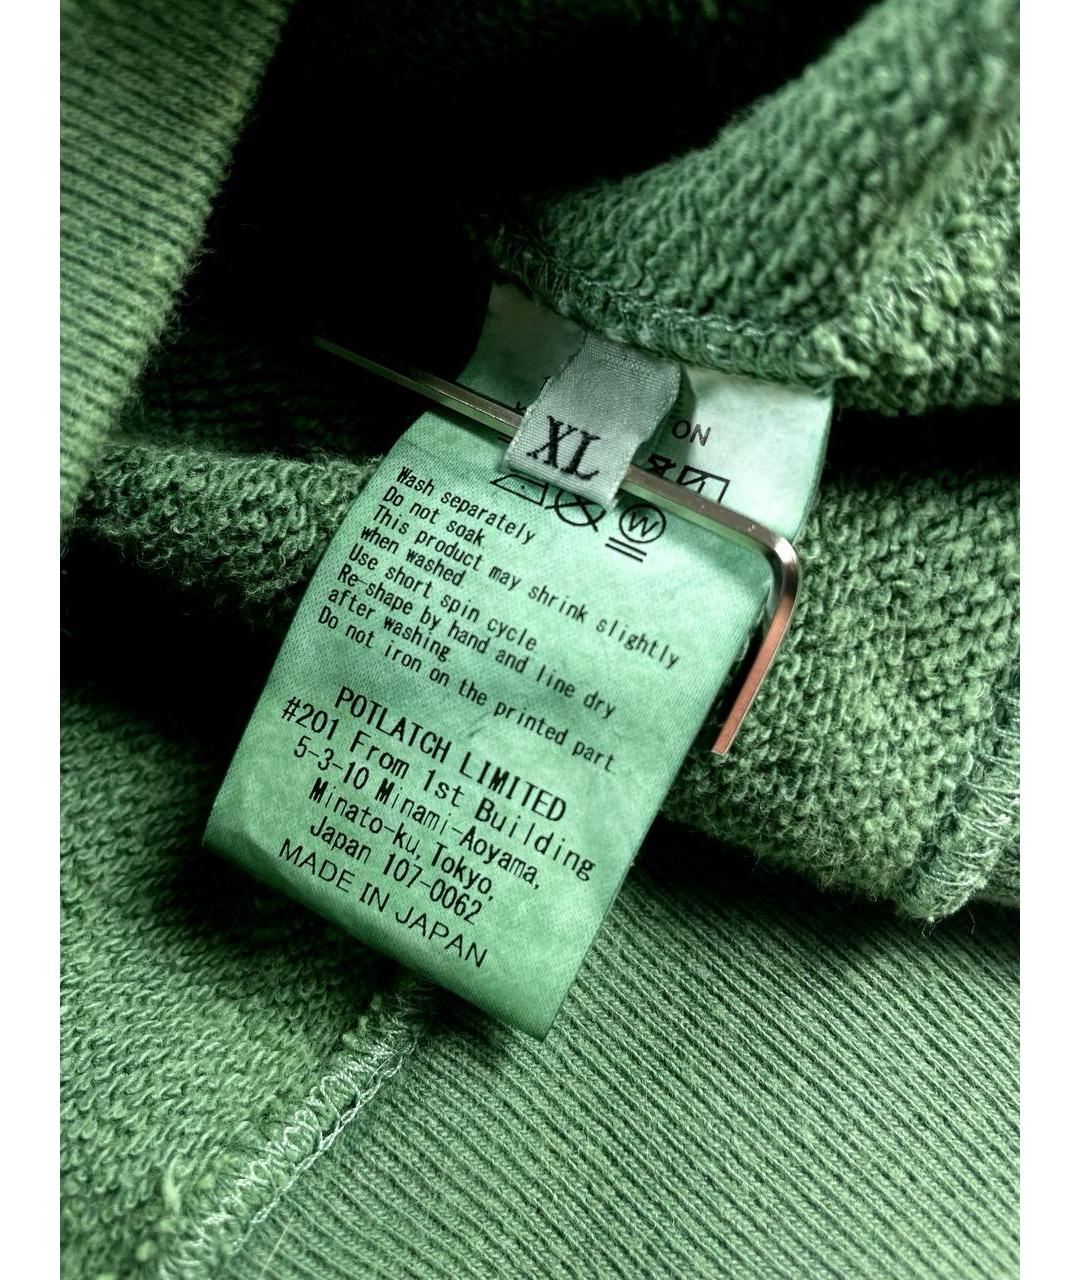 ON
XL
W
Wash separately
Do not soak
This product may shrink slightly
when washed
Use short spin cycle
Re-shape by hand and line dry
after washing
Do not iron on the printed part.
POTLATCH LIMITED
#201 From 1st Building
5-3-10 Minami-Aoyama,
Minato-ku, Tokyo,
Japan 107-0062
MADE IN JAPAN